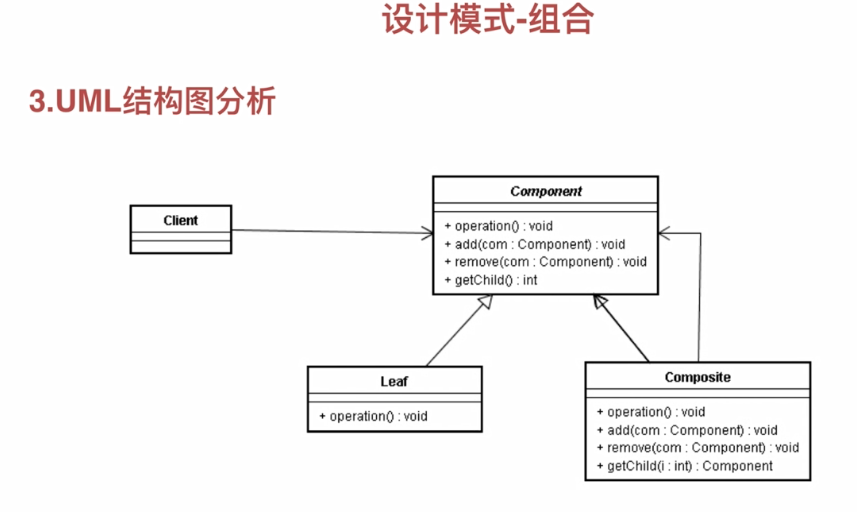 设计模式-组合
3.UML结构图分析
Client
Component
+ operation() : void
+ add(com : Component) : void
+ remove(com : Component) : void
+ getChild() : int
Leaf
+ operation() : void
Composite
+ operation() : void
+ add(com : Component) : void
+ remove(com : Component) : void
+ getChild(i : int) : Component